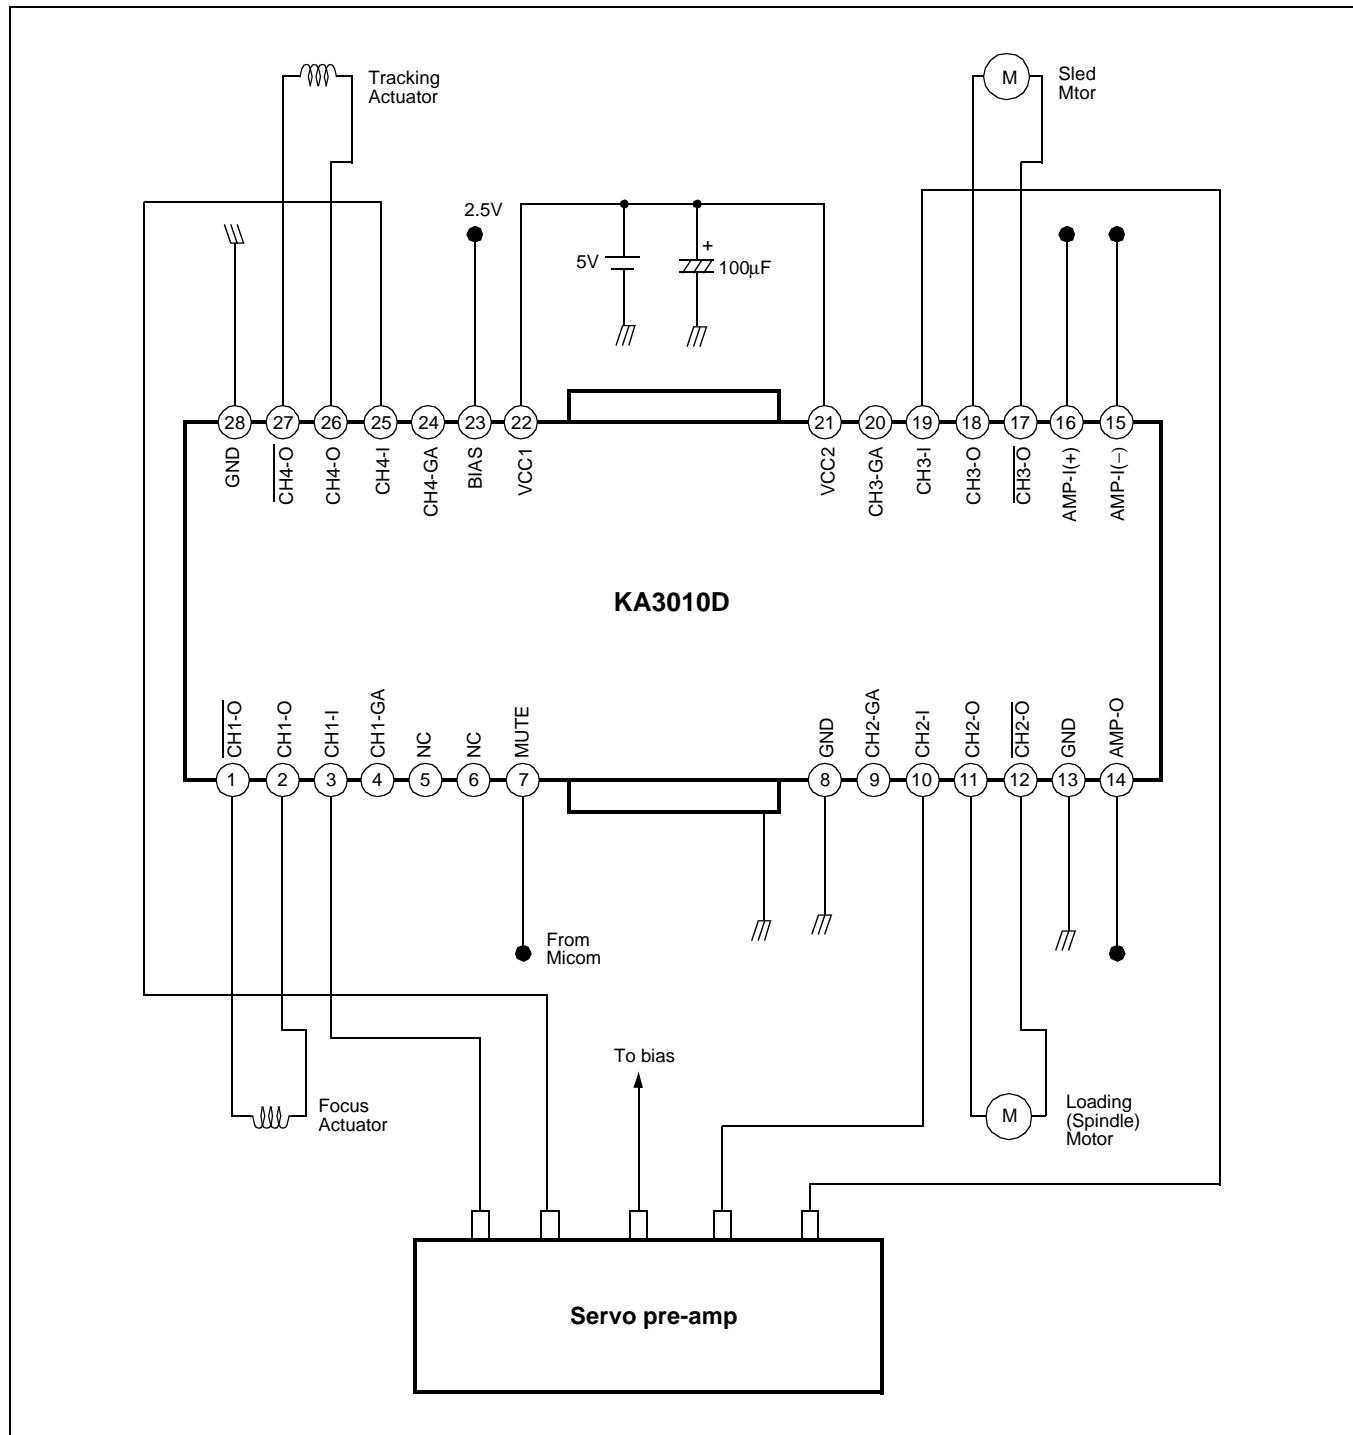 Tracking
Actuator
M
Sled
Mtor
2.5V
5V
+
100µF
28
27
26
25
24
23
22
21
20
19
18
17
16
15
GND
CH4-O
CH4-O
CH4-I
CH4-GA
BIAS
VCC1
VCC2
CH3-GA
CH3-I
CH3-O
CH3-O
AMP-I(+)
AMP-I(−)
KA3010D
CH1-O
CH1-O
CH1-I
CH1-GA
NC
NC
MUTE
GND
CH2-GA
CH2-I
CH2-O
CH2-O
GND
AMP-O
1
2
3
4
5
6
7
8
9
10
11
12
13
14
From
Micom
To bias
Focus
Actuator
M
Loading
(Spindle)
Motor
Servo pre-amp